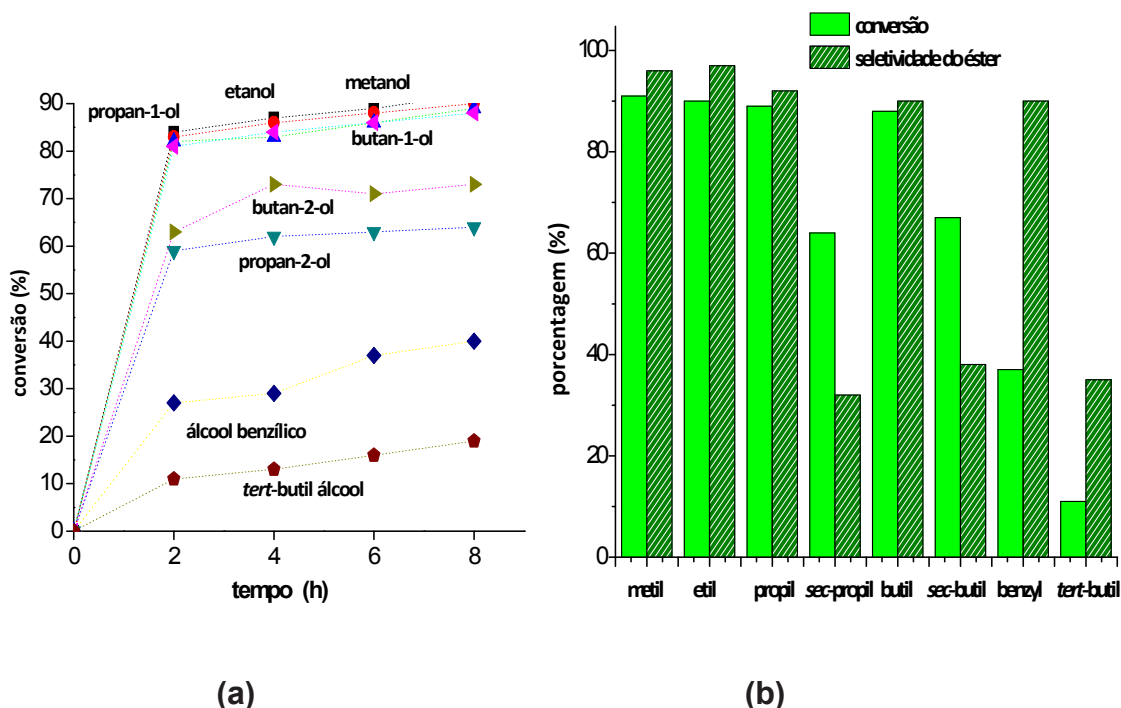 90
80
70
60
50
40
30
20
10
0
conversão (%)
propan-1-ol
etanol
metanol
butan-1-ol
butan-2-ol
propan-2-ol
álcool benzílico
tert-butil álcool
0 2 4 6 8
tempo (h)
(a)
conversão
seletividade do éster
100
80
60
40
20
0
porcentagem (%)
metil etil propil sec-propil butil sec-butil benzyl tert-butil
(b)